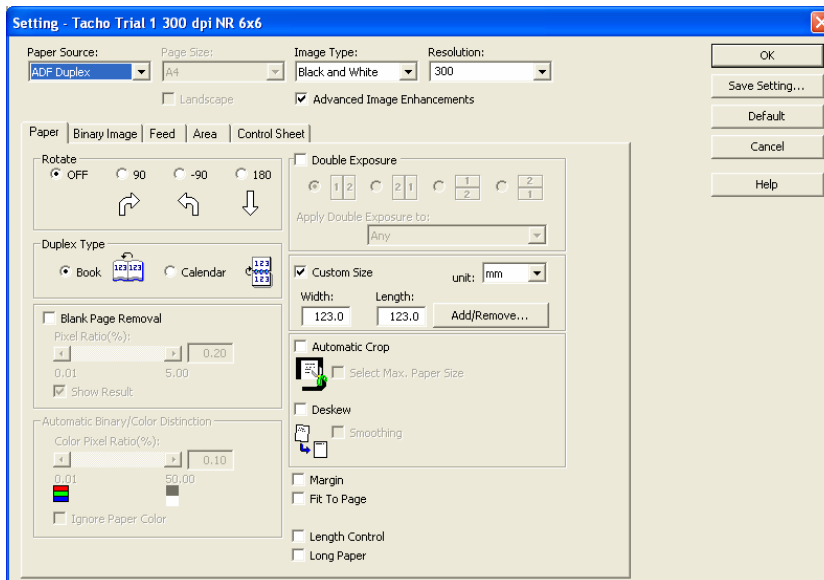 Setting - Tacho Trial 1 300 dpi NR 6x6
Paper Source: Page Size: Image Type: Resolution:
ADF Duplex A4 Black and White 300
Landscape Advanced Image Enhancements
OK
Save Setting...
Default
Cancel
Help
Paper Binary Image Feed Area Control Sheet
Rotate
OFF 90 -90 180
Duplex Type
Book 123 123 Calendar 123 123
Blank Page Removal
Pixel Ratio(%):
0.20
0.01 5.00
Show Result
Automatic Binary/Color Distinction
Color Pixel Ratio(%):
0.10
0.01 50.00
Ignore Paper Color
Double Exposure
1 2 2 1 1 2 2 1
Apply Double Exposure to:
Any
Custom Size unit: mm
Width: Length:
123.0 123.0 Add/Remove...
Automatic Crop
Select Max. Paper Size
Deskew
Smoothing
Margin
Fit To Page
Length Control
Long Paper